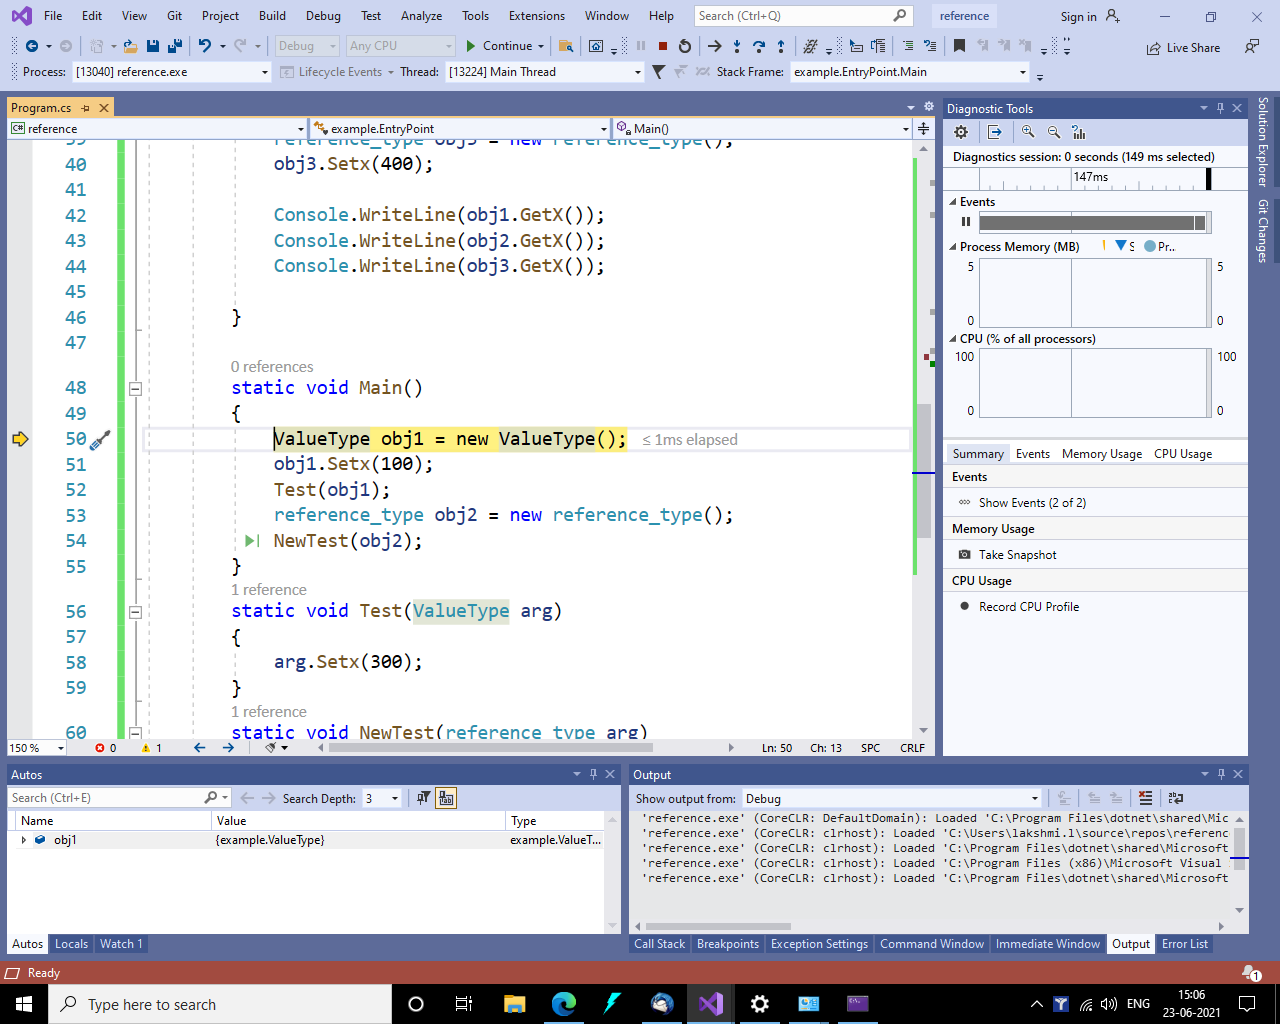 File Edit View Git Project Build Debug Test Analyze Tools Extensions Window Help Search (Ctrl+Q) reference Sign in
Debug Any CPU Continue Live Share
Process: [13040] reference.exe Lifecycle Events Thread: [13224] Main Thread Stack Frame: example.EntryPoint.Main
Program.cs
C# reference example.EntryPoint Main()
39 reference_type obj3 = new reference_type();
40 obj3.Setx(400);
41
42 Console.WriteLine(obj1.GetX());
43 Console.WriteLine(obj2.GetX());
44 Console.WriteLine(obj3.GetX());
45
46 }
47
0 references
48 static void Main()
49 {
50 ValueType obj1 = new ValueType(); ≤ 1ms elapsed
51 obj1.Setx(100);
52 Test(obj1);
53 reference_type obj2 = new reference_type();
54 NewTest(obj2);
55 }
1 reference
56 static void Test(ValueType arg)
57 {
58 arg.Setx(300);
59 }
1 reference
60 static void NewTest(reference_type arg)
150 % 0 1 Ln: 50 Ch: 13 SPC CRLF
Diagnostic Tools
Diagnostics session: 0 seconds (149 ms selected)
147ms
Events
Process Memory (MB) S Pr..
5 5
0 0
CPU (% of all processors)
100 100
0 0
Summary Events Memory Usage CPU Usage
Events
Show Events (2 of 2)
Memory Usage
Take Snapshot
CPU Usage
Record CPU Profile
Solution Explorer
Git Changes
Autos
Search (Ctrl+E) Search Depth: 3
Name Value Type
obj1 {example.ValueType} example.ValueT...
Autos Locals Watch 1
Output
Show output from: Debug
'reference.exe' (CoreCLR: DefaultDomain): Loaded 'C:\Program Files\dotnet\shared\Mic
'reference.exe' (CoreCLR: clrhost): Loaded 'C:\Users\lakshmi.l\source\repos\referenc
'reference.exe' (CoreCLR: clrhost): Loaded 'C:\Program Files\dotnet\shared\Microsoft
'reference.exe' (CoreCLR: clrhost): Loaded 'C:\Program Files (x86)\Microsoft Visual
'reference.exe' (CoreCLR: clrhost): Loaded 'C:\Program Files\dotnet\shared\Microsoft
Call Stack Breakpoints Exception Settings Command Window Immediate Window Output Error List
Ready 1
Type here to search ENG 15:06
23-06-2021